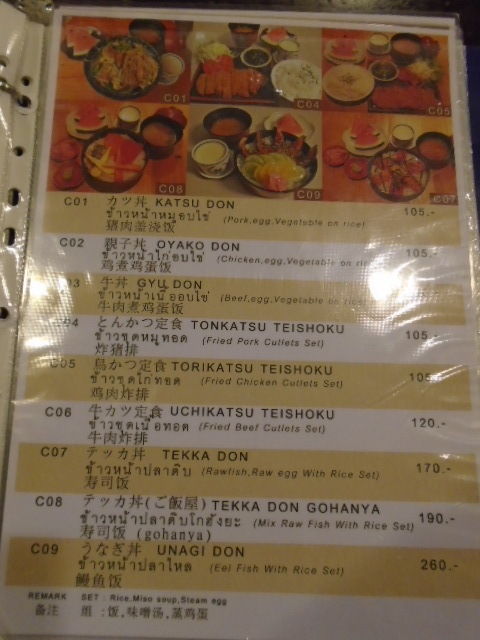 C01
C04
C05
C08
C09
C07
C01 カツ丼 KATSU DON
ข้าวหน้าหมูอบไข่ (Pork,egg,Vegetable on rice) 105.-
猪肉盖浇饭
C02 親子丼 OYAKO DON
ข้าวหน้าไก่อบไข่ (Chicken,egg,Vegetable on rice)
鸡煮鸡蛋饭
03 牛丼 GYU DON
ข้าวหน้าเนื้ออบไข่ (Beef,egg,Vegetable on
牛肉煮鸡蛋饭
04 とんかつ定食 TONKATSU TEISHOKU
ข้าวชุดหมูทอด (Fried Pork Cutlets Set) 105.-
炸猪排
C05 鳥かつ定食 TORIKATSU TEISHOKU
ข้าวชุดไก่ทอด (Fried Chicken Cutlets Set) 105.-
鸡肉炸排
C06 牛カツ定食 UCHIKATSU TEISHOKU
ข้าวชุดเนื้อทอด (Fried Beef Cutlets Set) 120.-
牛肉炸排
C07 テッカ丼 TEKKA DON
ข้าวหน้าปลาดิบ (Rawfish,Raw egg With Rice Set) 170.-
寿司饭
C08 テッカ丼(ご飯屋) TEKKA DON GOHANYA
ข้าวหน้าปลาดิบโกฮังยะ (Mix Raw Fish With Rice Set) 190.-
寿司饭 (gohanya)
C09 うなぎ丼 UNAGI DON
ข้าวหน้าปลาไหล (Eel Fish With Rice Set) 260.-
鳗鱼饭
REMARK SET : Rice,Miso soup,Steam egg
备注 组 :饭,味噌汤,蒸鸡蛋